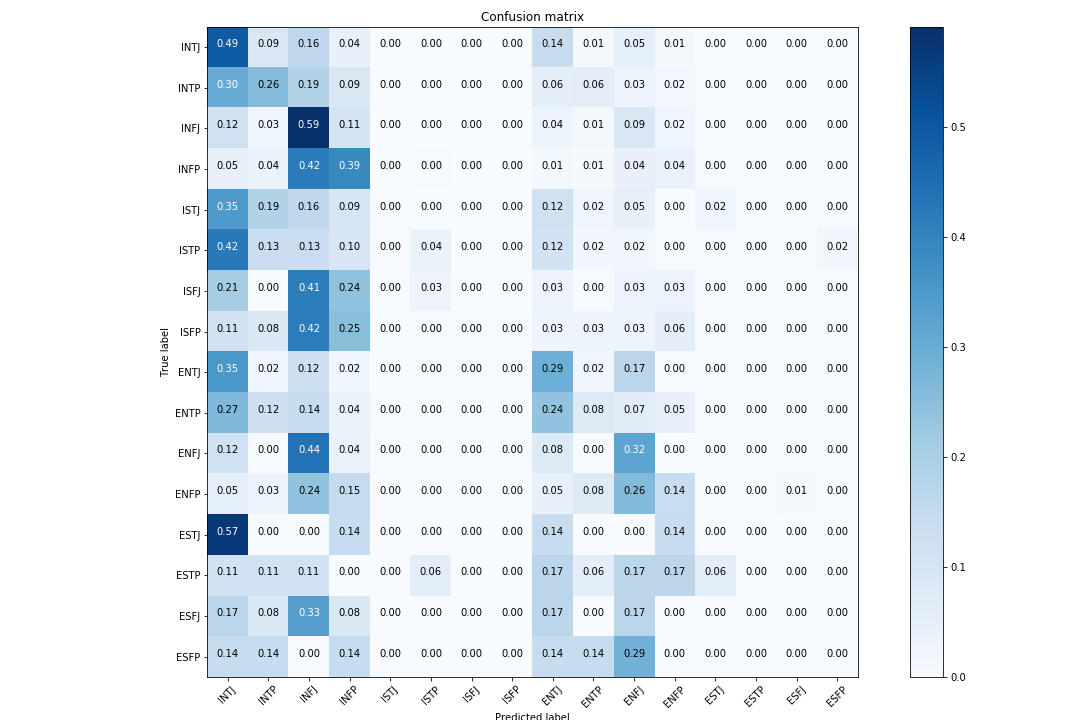 Confusion matrix
INTJ 0.49 0.09 0.16 0.04 0.00 0.00 0.00 0.00 0.14 0.01 0.05 0.01 0.00 0.00 0.00 0.00
INTP 0.30 0.26 0.19 0.09 0.00 0.00 0.00 0.00 0.06 0.06 0.03 0.02 0.00 0.00 0.00 0.00
INFJ 0.12 0.03 0.59 0.11 0.00 0.00 0.00 0.00 0.04 0.01 0.09 0.02 0.00 0.00 0.00 0.00
INFP 0.05 0.04 0.42 0.39 0.00 0.00 0.00 0.00 0.01 0.01 0.04 0.04 0.00 0.00 0.00 0.00
ISTJ 0.35 0.19 0.16 0.09 0.00 0.00 0.00 0.00 0.12 0.02 0.05 0.00 0.02 0.00 0.00 0.00
ISTP 0.42 0.13 0.13 0.10 0.00 0.04 0.00 0.00 0.12 0.02 0.02 0.00 0.00 0.00 0.00 0.02
ISFJ 0.21 0.00 0.41 0.24 0.00 0.03 0.00 0.00 0.03 0.00 0.03 0.03 0.00 0.00 0.00 0.00
ISFP 0.11 0.08 0.42 0.25 0.00 0.00 0.00 0.00 0.03 0.03 0.03 0.06 0.00 0.00 0.00 0.00
ENTJ 0.35 0.02 0.12 0.02 0.00 0.00 0.00 0.00 0.29 0.02 0.17 0.00 0.00 0.00 0.00 0.00
ENTP 0.27 0.12 0.14 0.04 0.00 0.00 0.00 0.00 0.24 0.08 0.07 0.05 0.00 0.00 0.00 0.00
ENFJ 0.12 0.00 0.44 0.04 0.00 0.00 0.00 0.00 0.08 0.00 0.32 0.00 0.00 0.00 0.00 0.00
ENFP 0.05 0.03 0.24 0.15 0.00 0.00 0.00 0.00 0.05 0.08 0.26 0.14 0.00 0.00 0.01 0.00
ESTJ 0.57 0.00 0.00 0.14 0.00 0.00 0.00 0.00 0.14 0.00 0.00 0.14 0.00 0.00 0.00 0.00
ESTP 0.11 0.11 0.11 0.00 0.00 0.06 0.00 0.00 0.17 0.06 0.17 0.17 0.06 0.00 0.00 0.00
ESFJ 0.17 0.08 0.33 0.08 0.00 0.00 0.00 0.00 0.17 0.00 0.17 0.00 0.00 0.00 0.00 0.00
ESFP 0.14 0.14 0.00 0.14 0.00 0.00 0.00 0.00 0.14 0.14 0.29 0.00 0.00 0.00 0.00 0.00
True label
INTJ INTP INFJ INFP ISTJ ISTP ISFJ ISFP ENTJ ENTP ENFJ ENFP ESTJ ESTP ESFJ ESFP
Predicted label
0.5
0.4
0.3
0.2
0.1
0.0